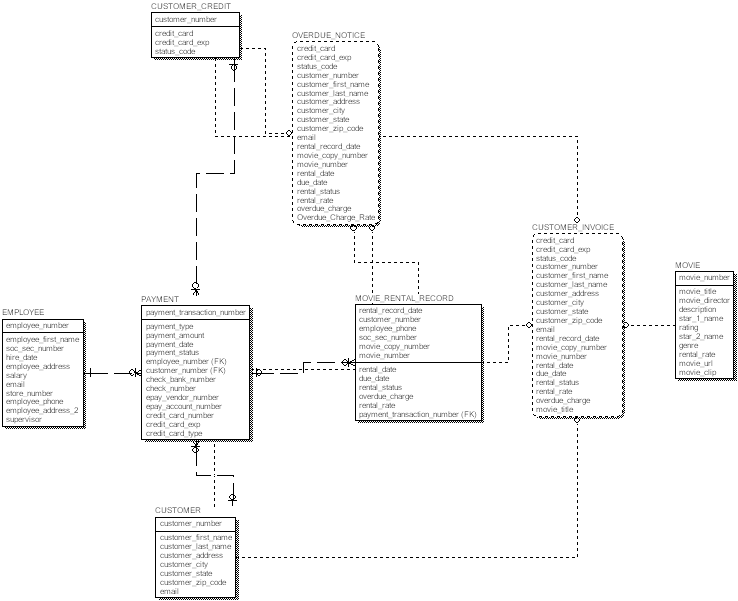 CUSTOMER_CREDIT
customer_number
credit_card
credit_card_exp
status_code
OVERDUE_NOTICE
credit_card
credit_card_exp
status_code
customer_number
customer_first_name
customer_last_name
customer_address
customer_city
customer_state
customer_zip_code
email
rental_record_date
movie_copy_number
movie_number
rental_date
due_date
rental_status
rental_rate
overdue_charge
Overdue_Charge_Rate
CUSTOMER_INVOICE
credit_card
credit_card_exp
status_code
customer_number
customer_first_name
customer_last_name
customer_address
customer_city
customer_state
customer_zip_code
email
rental_record_date
movie_copy_number
movie_number
rental_date
due_date
rental_status
rental_rate
overdue_charge
movie_title
MOVIE
movie_number
movie_title
movie_director
description
star_1_name
rating
star_2_name
genre
rental_rate
movie_url
movie_clip
EMPLOYEE
employee_number
employee_first_name
soc_sec_number
hire_date
employee_address
salary
email
store_number
employee_phone
employee_address_2
supervisor
PAYMENT
payment_transaction_number
payment_type
payment_amount
payment_date
payment_status
employee_number (FK)
customer_number (FK)
check_bank_number
check_number
epay_vendor_number
epay_account_number
credit_card_number
credit_card_exp
credit_card_type
MOVIE_RENTAL_RECORD
rental_record_date
customer_number
employee_phone
soc_sec_number
movie_copy_number
movie_number
rental_date
due_date
rental_status
overdue_charge
rental_rate
payment_transaction_number (FK)
CUSTOMER
customer_number
customer_first_name
customer_last_name
customer_address
customer_city
customer_state
customer_zip_code
email